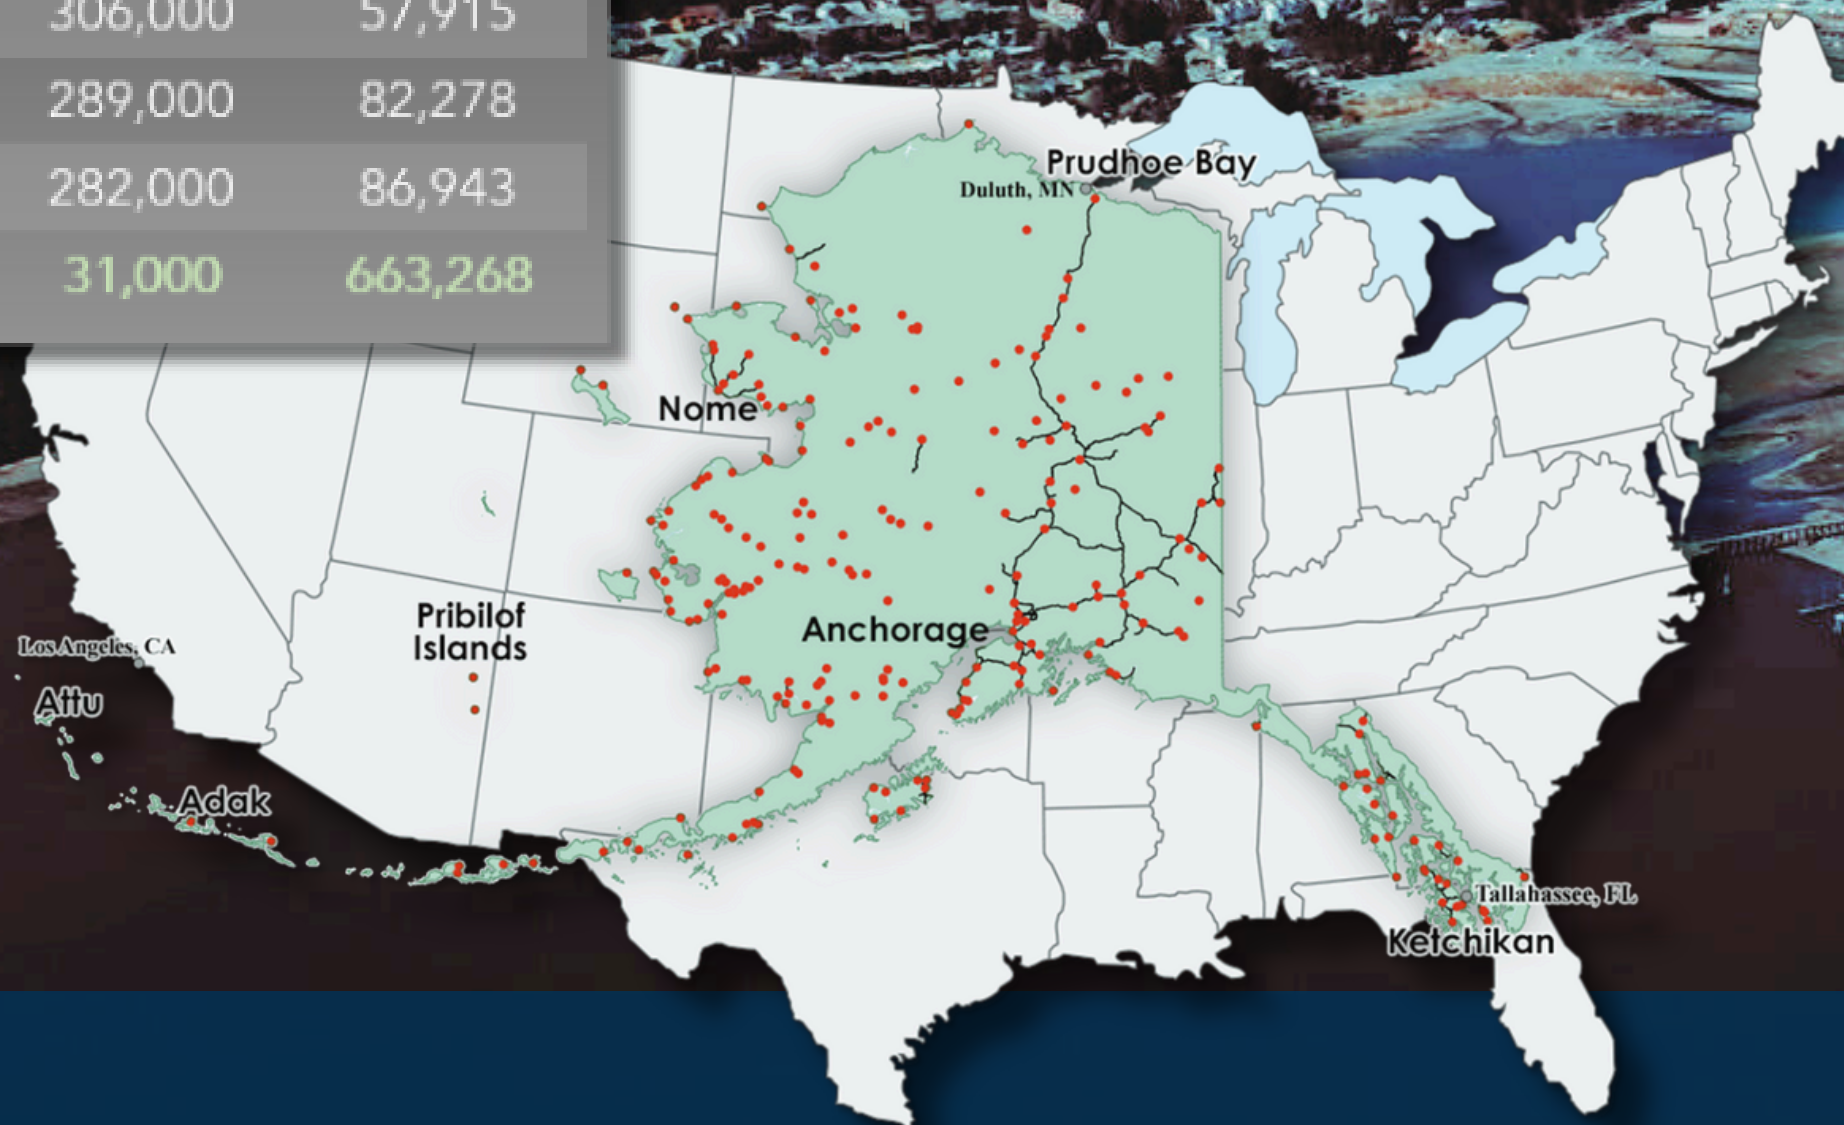 306,000 57,915
289,000 82,278
282,000 86,943
31,000 663,268
Prudhoe Bay
Duluth, MN
Nome
Pribilof
Islands
Anchorage
Los Angeles, CA
Attu
Adak
Tallahassee, FL
Ketchikan